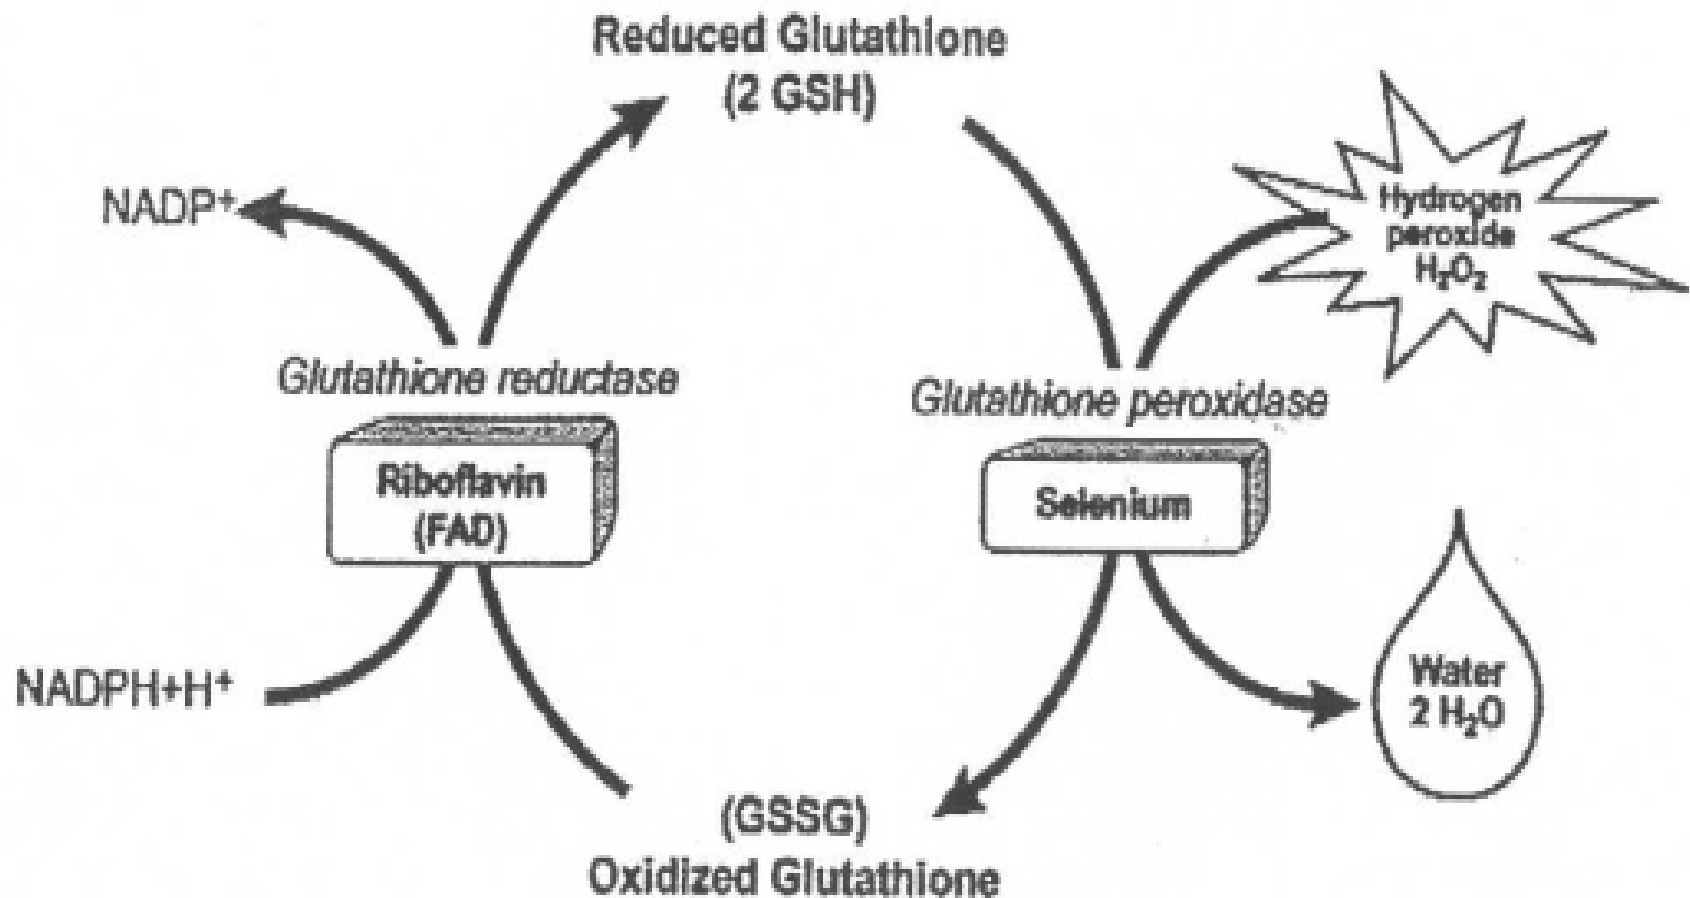 Reduced Glutathione
(2 GSH)
NADP⁺
Hydrogen
peroxide
H₂O₂
Glutathione reductase
Glutathione peroxidase
Riboflavin
(FAD)
Selenium
NADPH+H⁺
Water
2 H₂O
(GSSG)
Oxidized Glutathione